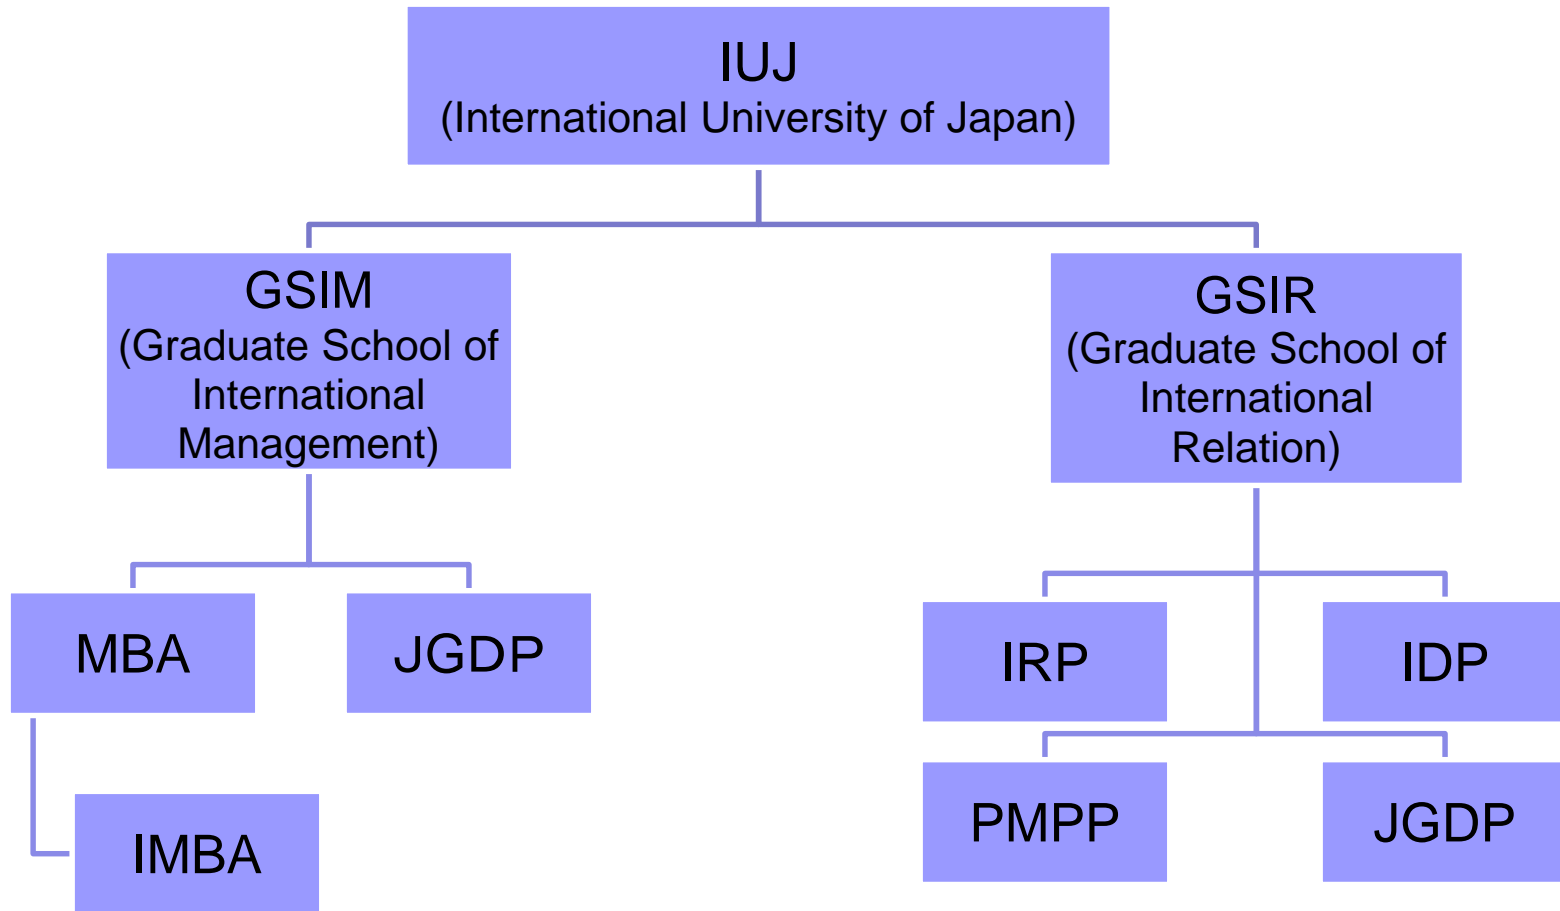 IUJ
(International University of Japan)
GSIM
(Graduate School of
International
Management)
GSIR
(Graduate School of
International
Relation)
MBA
JGDP
IRP
IDP
PMPP
JGDP
IMBA